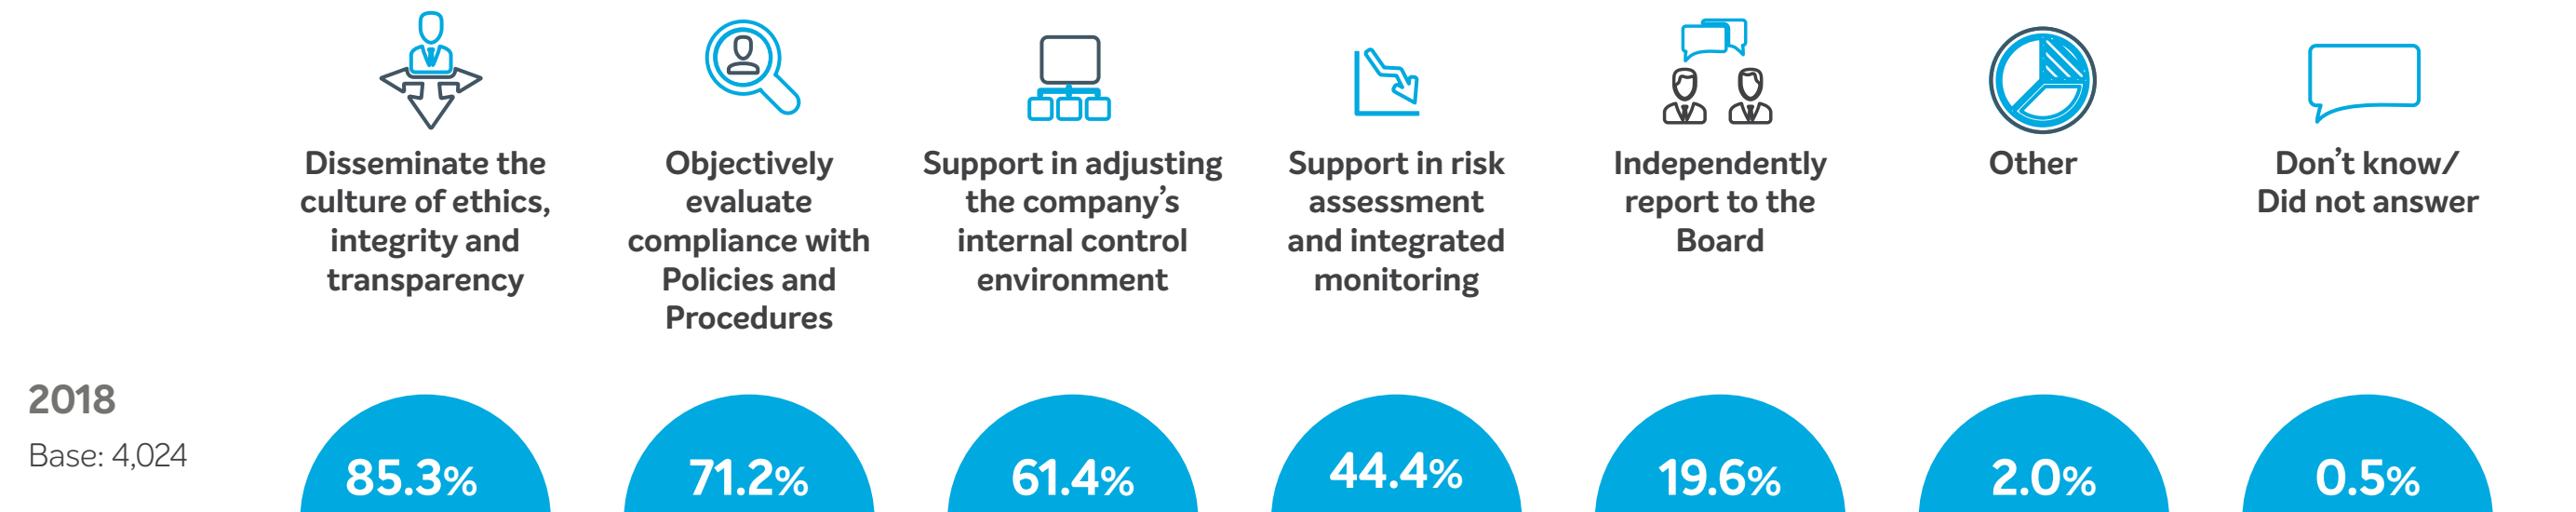 Disseminate the
culture of ethics,
integrity and
transparency
Objectively
evaluate
compliance with
Policies and
Procedures
Support in adjusting
the company’s
internal control
environment
Support in risk
assessment
and integrated
monitoring
Independently
report to the
Board
Other
Don’t know/
Did not answer
2018
Base: 4,024
85.3%
71.2%
61.4%
44.4%
19.6%
2.0%
0.5%